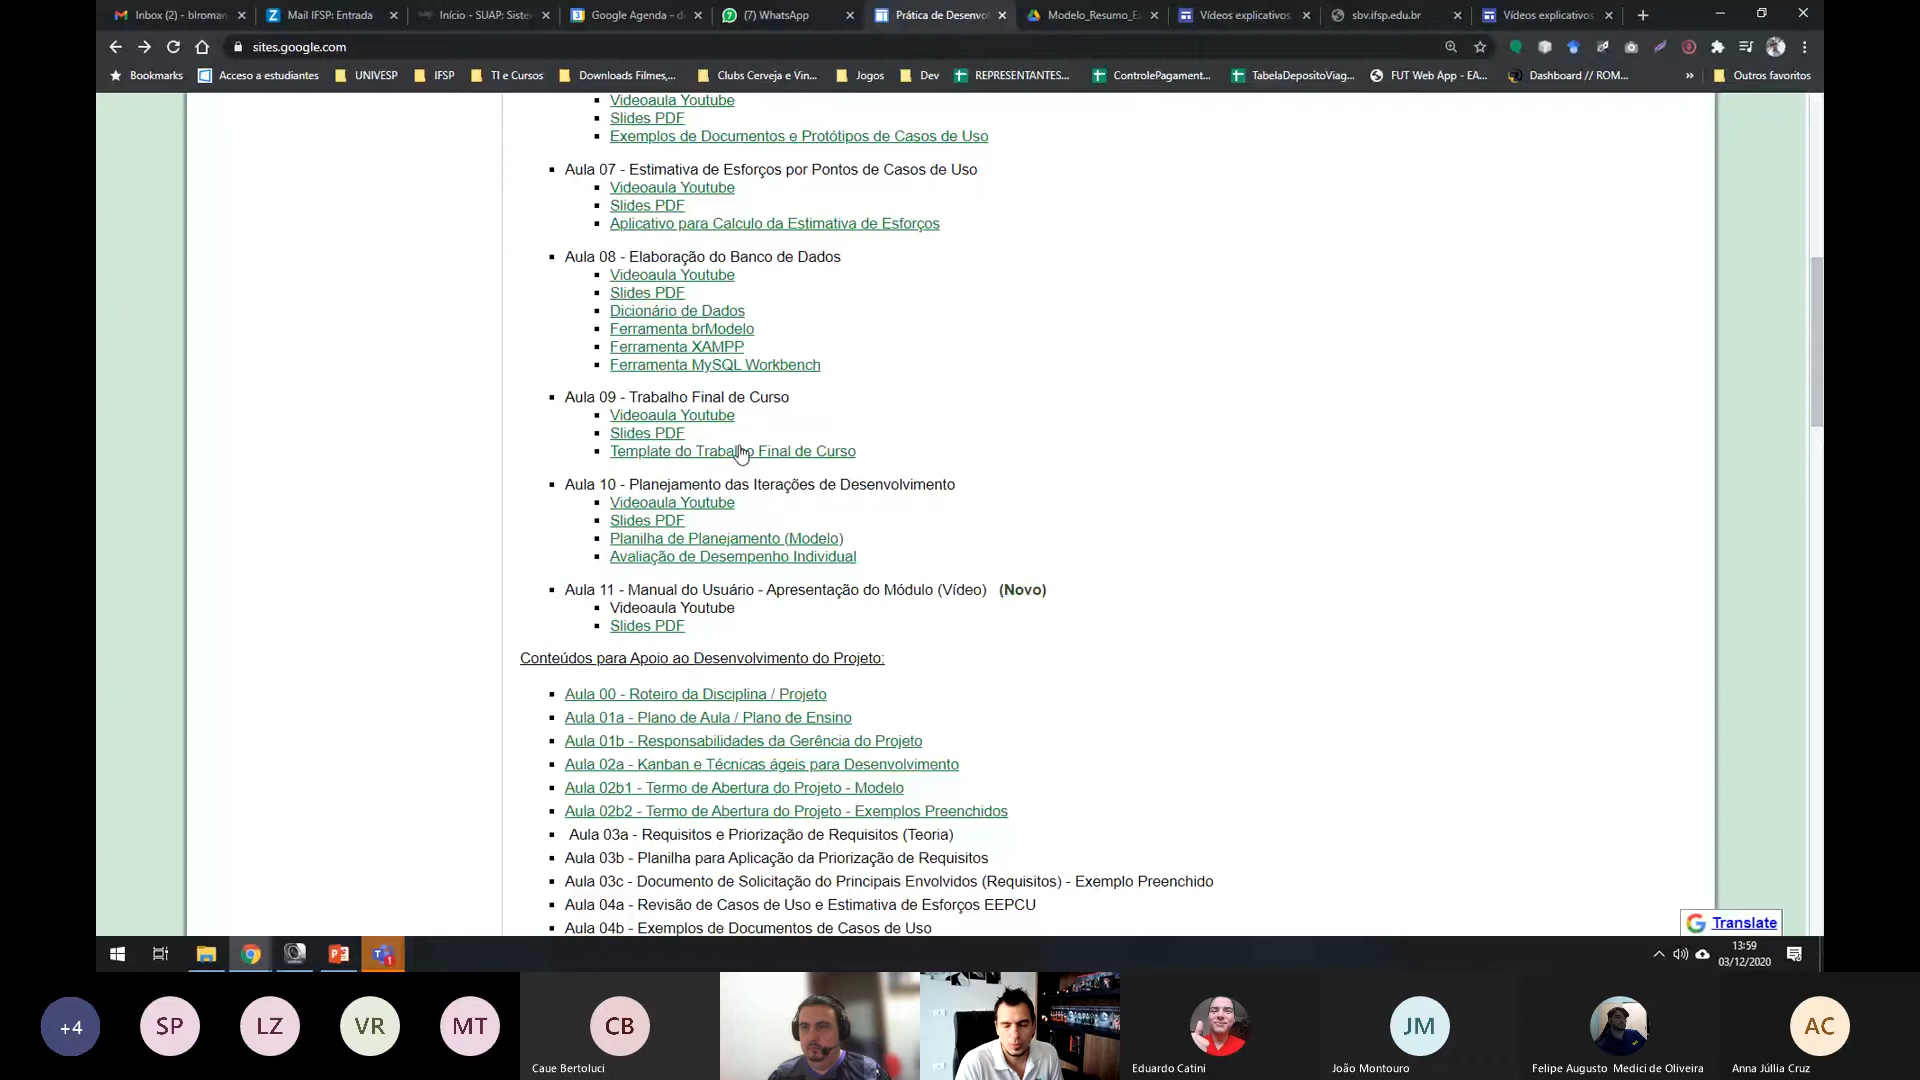 Inbox (2) - blroman
Mail IFSP: Entrada
Início - SUAP: Siste
Google Agenda - d
(7) WhatsApp
Prática de Desenvo
Modelo_Resumo_E
Vídeos explicativos
sbv.ifsp.edu.br
Vídeos explicativos
sites.google.com
Bookmarks
Acceso a estudiantes
UNIVESP
IFSP
TI e Cursos
Downloads Filmes,...
Clubs Cerveja e Vin...
Jogos
Dev
REPRESENTANTES...
ControlePagament...
TabelaDepositoViag...
FUT Web App - EA...
Dashboard // ROM...
»
Outros favoritos
Videoaula Youtube
Slides PDF
Exemplos de Documentos e Protótipos de Casos de Uso
Aula 07 - Estimativa de Esforços por Pontos de Casos de Uso
Videoaula Youtube
Slides PDF
Aplicativo para Calculo da Estimativa de Esforços
Aula 08 - Elaboração do Banco de Dados
Videoaula Youtube
Slides PDF
Dicionário de Dados
Ferramenta brModelo
Ferramenta XAMPP
Ferramenta MySQL Workbench
Aula 09 - Trabalho Final de Curso
Videoaula Youtube
Slides PDF
Template do Trabalho Final de Curso
Aula 10 - Planejamento das Iterações de Desenvolvimento
Videoaula Youtube
Slides PDF
Planilha de Planejamento (Modelo)
Avaliação de Desempenho Individual
Aula 11 - Manual do Usuário - Apresentação do Módulo (Vídeo) (Novo)
Videoaula Youtube
Slides PDF
Conteúdos para Apoio ao Desenvolvimento do Projeto:
Aula 00 - Roteiro da Disciplina / Projeto
Aula 01a - Plano de Aula / Plano de Ensino
Aula 01b - Responsabilidades da Gerência do Projeto
Aula 02a - Kanban e Técnicas ágeis para Desenvolvimento
Aula 02b1 - Termo de Abertura do Projeto - Modelo
Aula 02b2 - Termo de Abertura do Projeto - Exemplos Preenchidos
Aula 03a - Requisitos e Priorização de Requisitos (Teoria)
Aula 03b - Planilha para Aplicação da Priorização de Requisitos
Aula 03c - Documento de Solicitação do Principais Envolvidos (Requisitos) - Exemplo Preenchido
Aula 04a - Revisão de Casos de Uso e Estimativa de Esforços EEPCU
Aula 04b - Exemplos de Documentos de Casos de Uso
Translate
13:59
03/12/2020
+4
SP
LZ
VR
MT
CB
JM
AC
Caue Bertoluci
Eduardo Catini
João Montouro
Felipe Augusto Medici de Oliveira
Anna Júllia Cruz